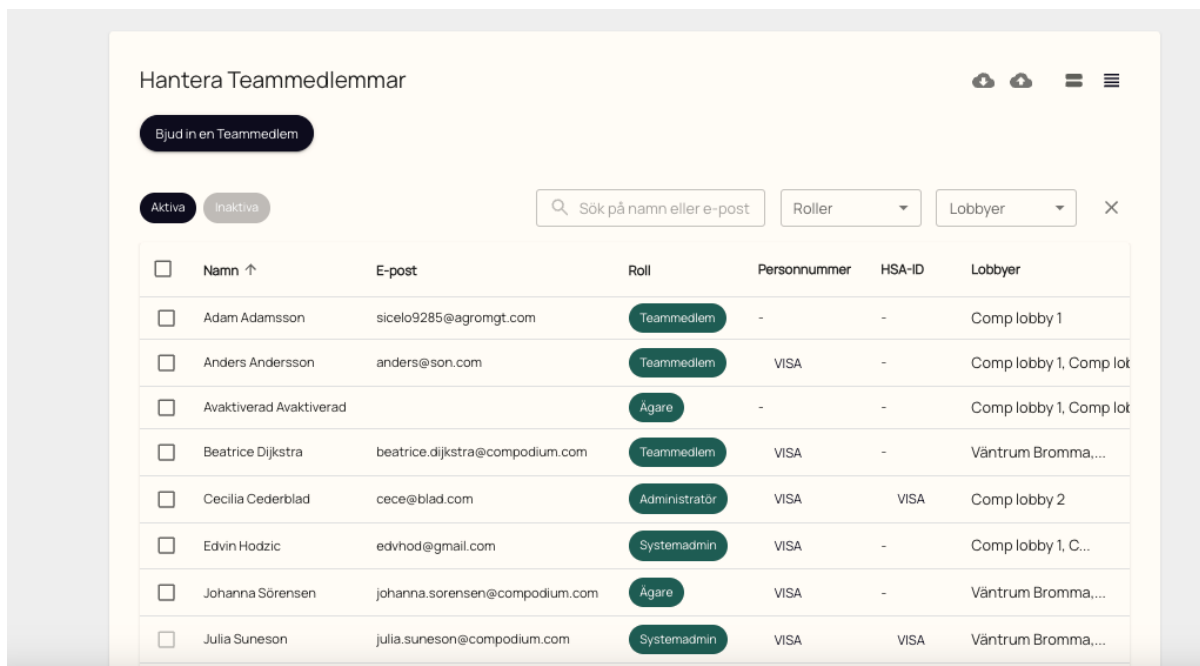 Hantera Teammedlemmar
Bjud in en Teammedlem
Aktiva Inaktiva Sök på namn eller e-post Roller Lobbyer
Namn E-post Roll Personnummer HSA-ID Lobbyer
Adam Adamsson sicelo9285@agromgt.com Teammedlem - - Comp lobby 1
Anders Andersson anders@son.com Teammedlem VISA - Comp lobby 1, Comp lob
Avaktiverad Avaktiverad Ägare - - Comp lobby 1, Comp lob
Beatrice Dijkstra beatrice.dijkstra@compodium.com Teammedlem VISA - Väntrum Bromma,...
Cecilia Cederblad cece@blad.com Administratör VISA VISA Comp lobby 2
Edvin Hodzic edvhod@gmail.com Systemadmin VISA - Comp lobby 1, C...
Johanna Sörensen johanna.sorensen@compodium.com Ägare VISA - Väntrum Bromma,...
Julia Suneson julia.suneson@compodium.com Systemadmin VISA VISA Väntrum Bromma,...